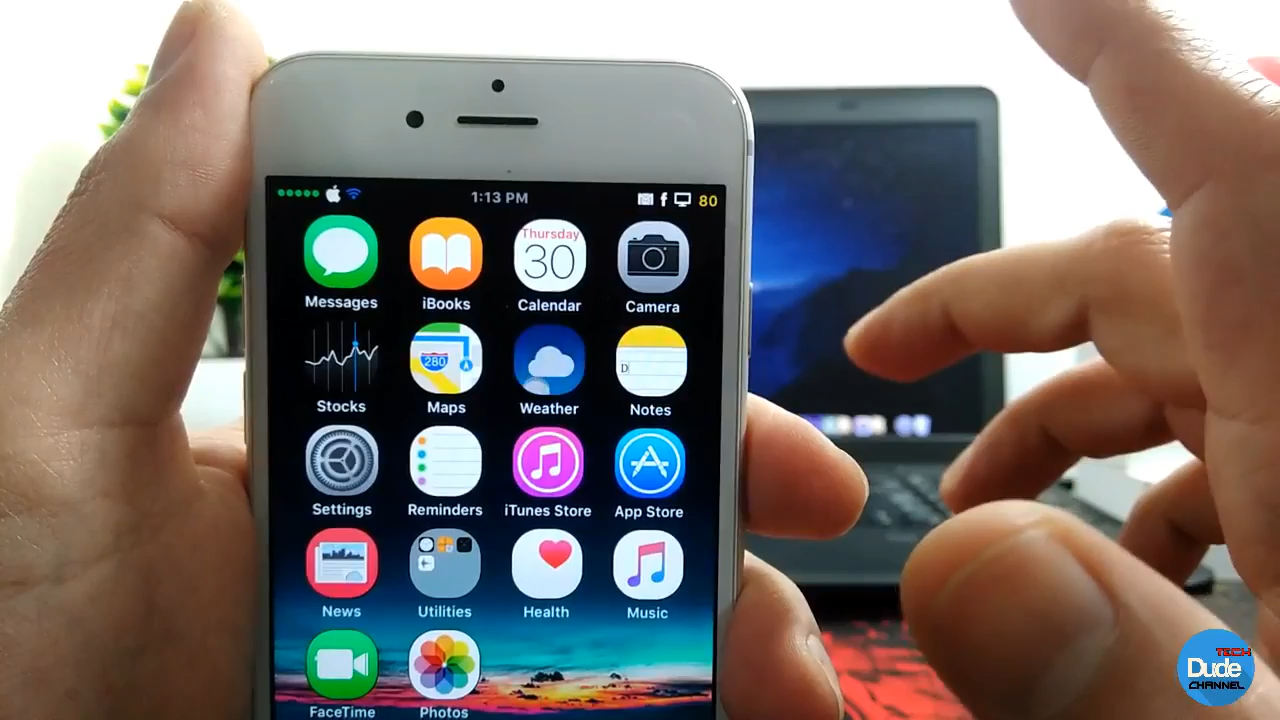 1:13 PM
f
80
Thursday
30
Messages
iBooks
Calendar
Camera
280
D
Stocks
Maps
Weather
Notes
Settings
Reminders
iTunes Store
App Store
News
Utilities
Health
Music
FaceTime
Photos
TECH
Dude
CHANNEL